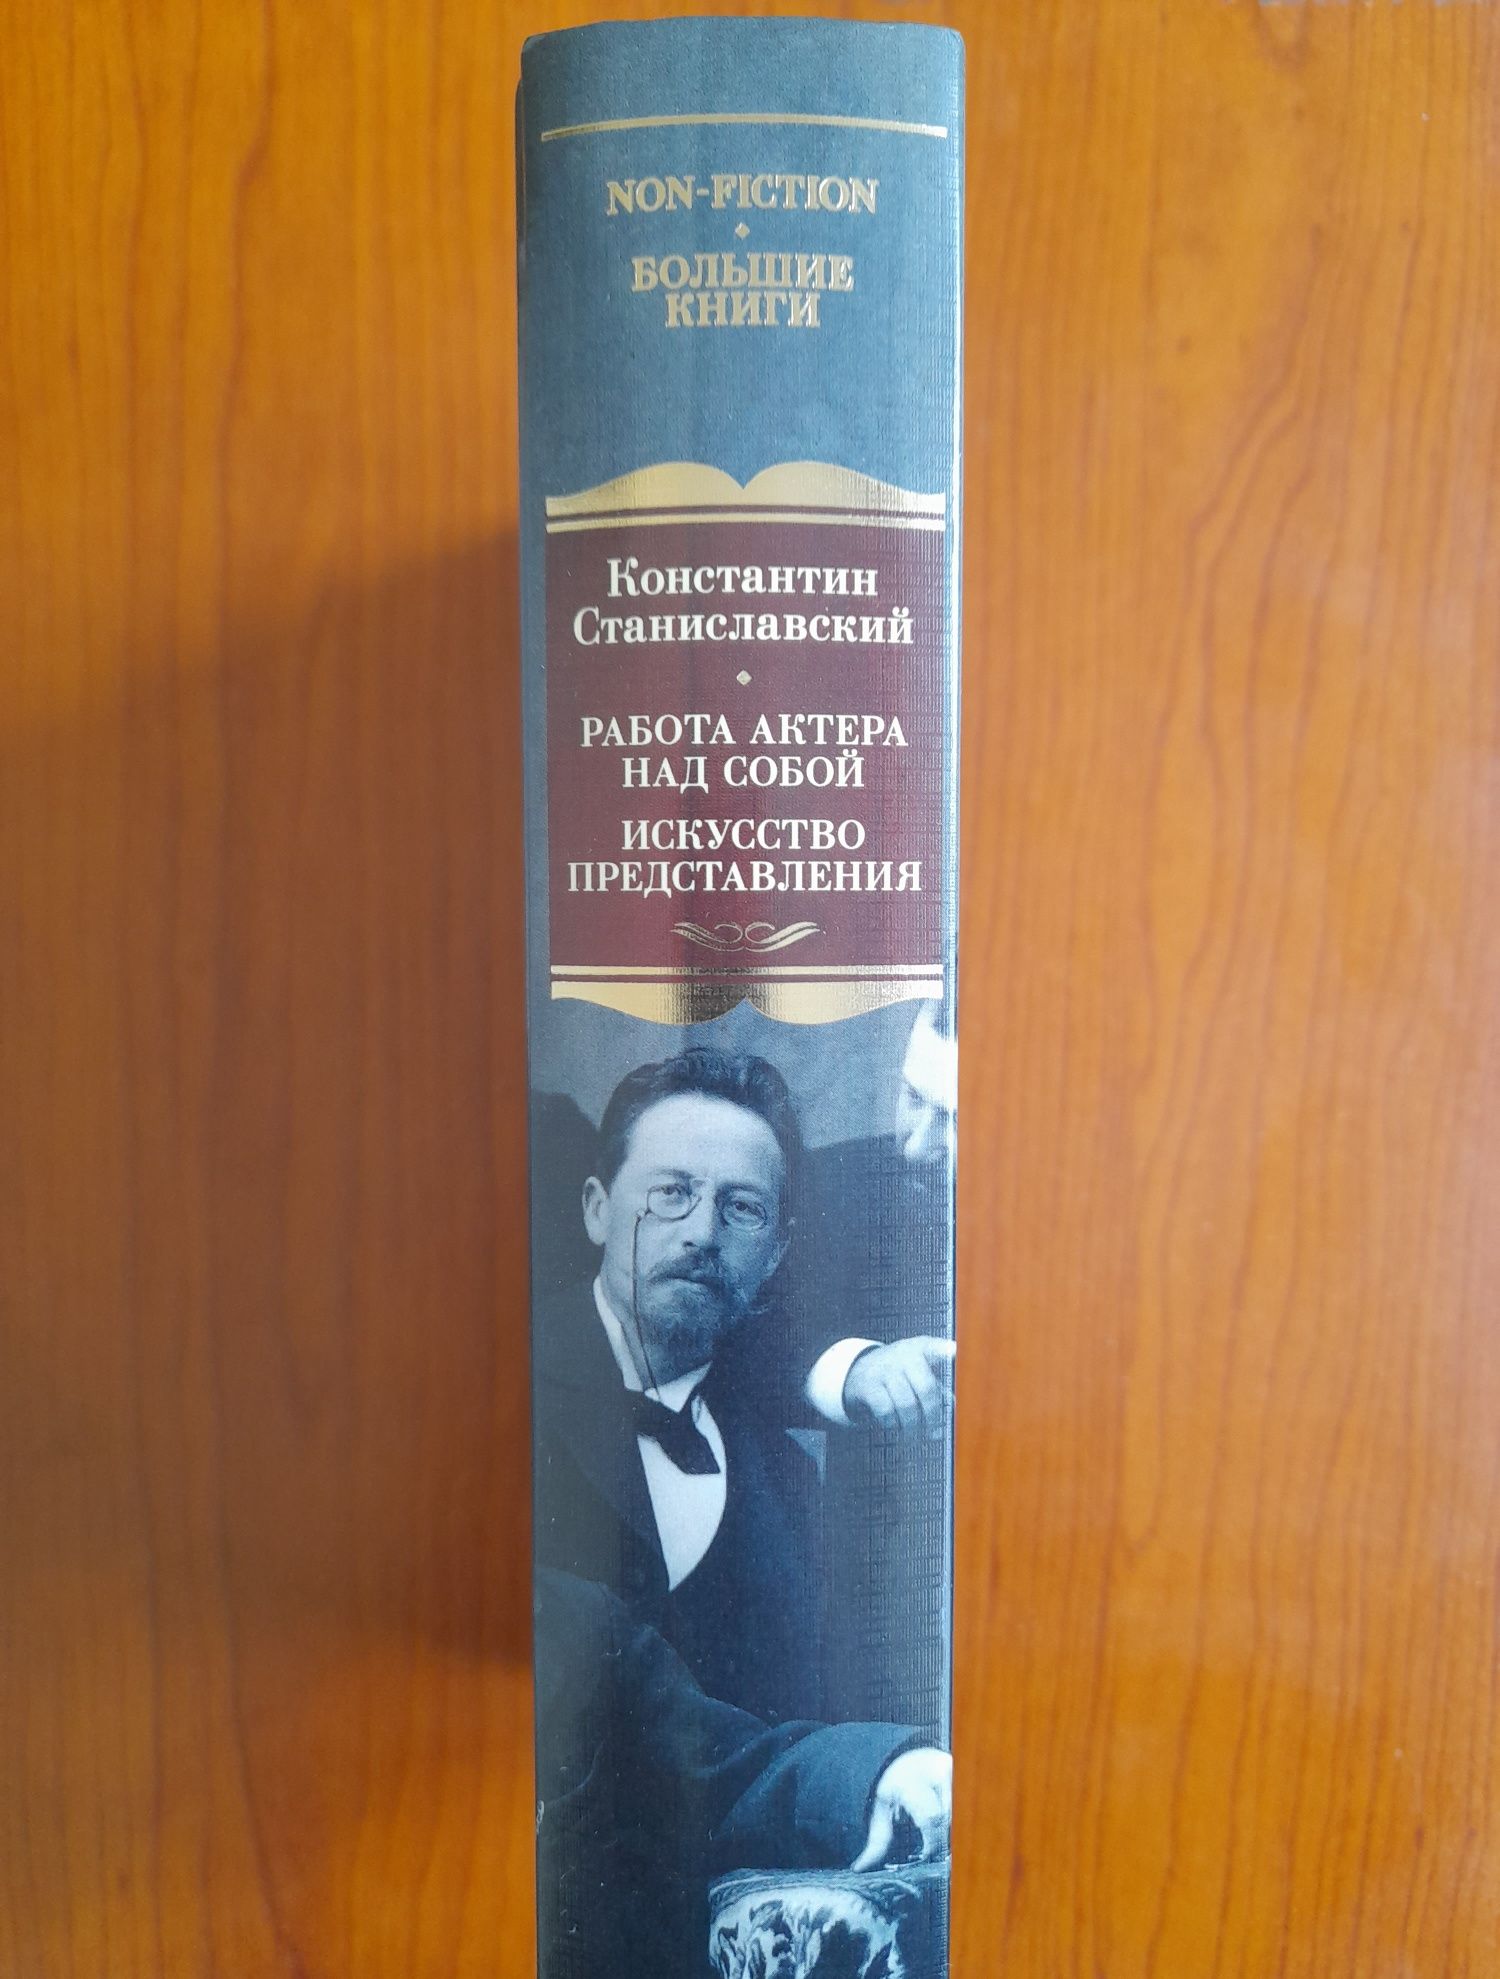 NON-FICTION
БОЛЬШИЕ
КНИГИ
Константин
Станиславский
РАБОТА АКТЕРА
НАД СОБОЙ
ИСКУССТВО
ПРЕДСТАВЛЕНИЯ